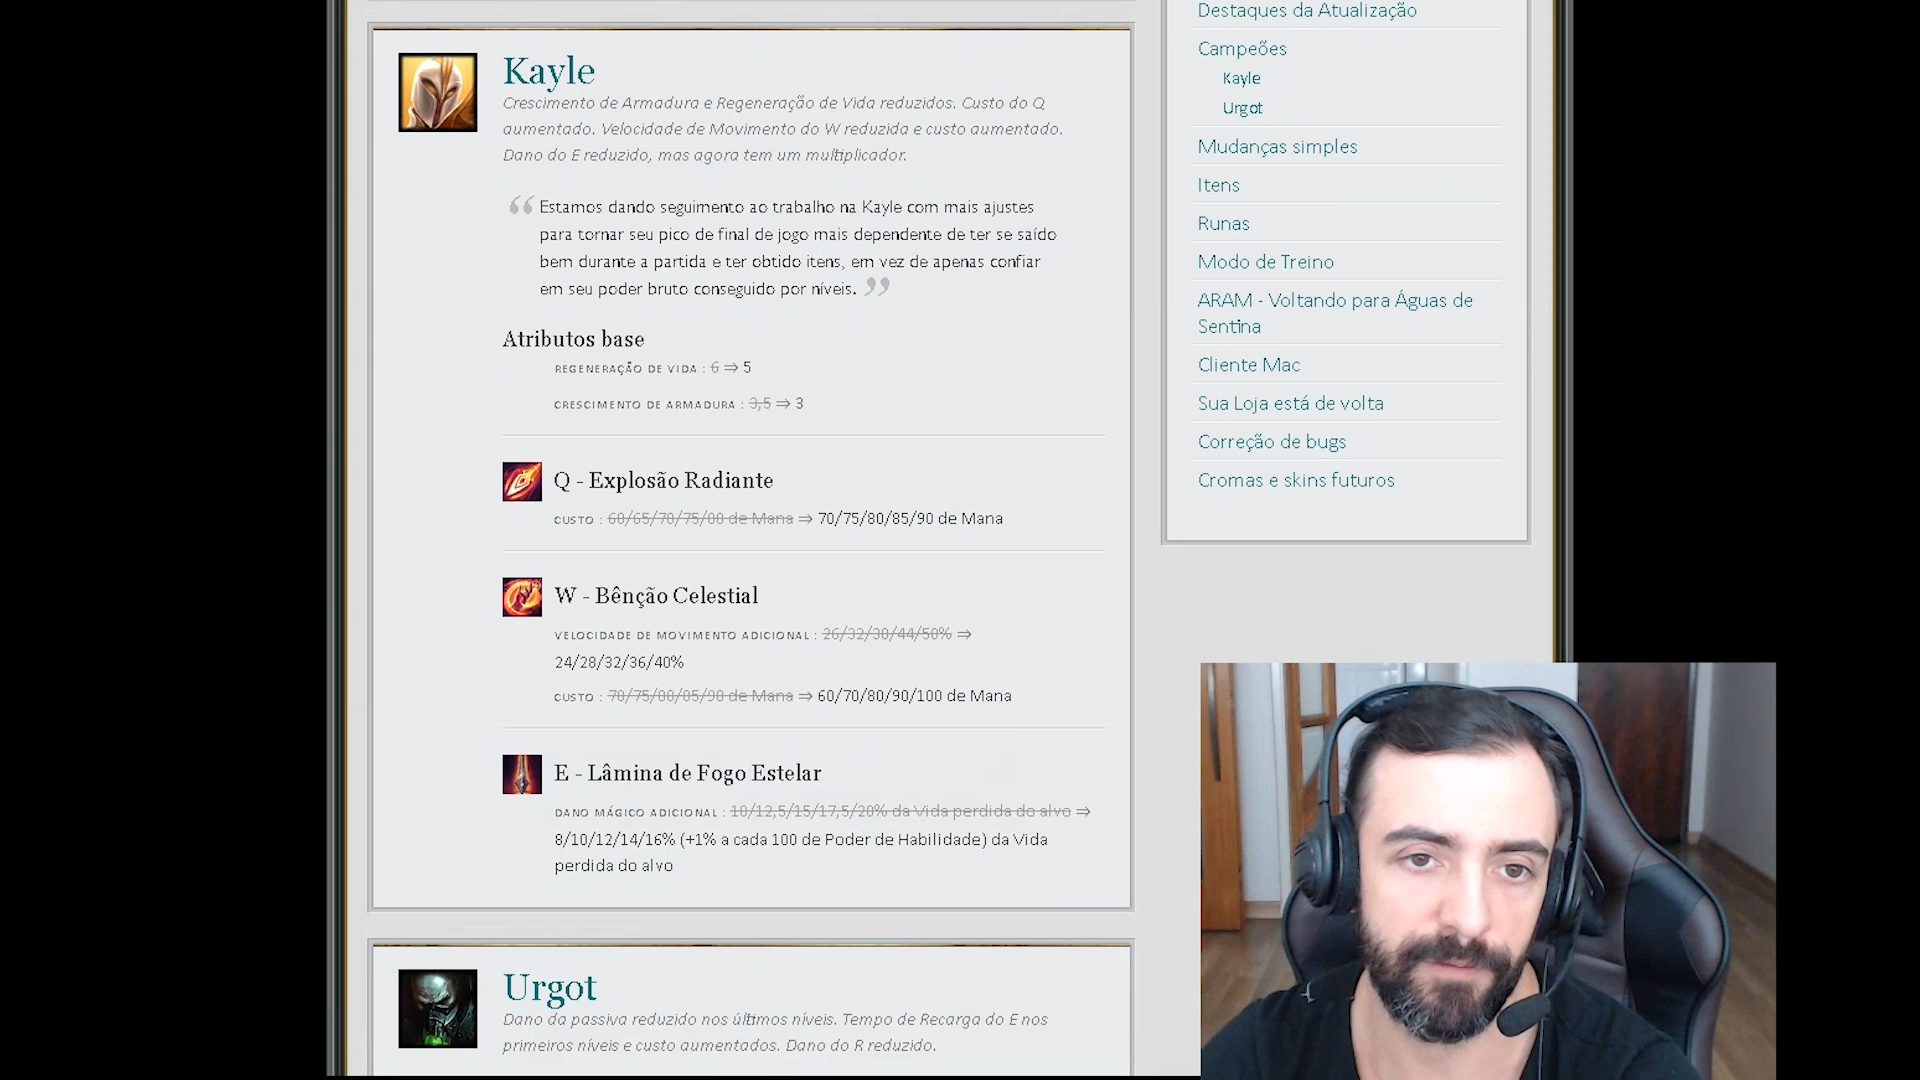 Kayle
Crescimento de Armadura e Regeneração de Vida reduzidos. Custo do Q
aumentado. Velocidade de Movimento do W reduzida e custo aumentado.
Dano do E reduzido, mas agora tem um multiplicador.
“ Estamos dando seguimento ao trabalho na Kayle com mais ajustes
para tornar seu pico de final de jogo mais dependente de ter se saído
bem durante a partida e ter obtido itens, em vez de apenas confiar
em seu poder bruto conseguido por níveis. ”
Atributos base
REGENERAÇÃO DE VIDA : 6 ⇒ 5
CRESCIMENTO DE ARMADURA : 3,5 ⇒ 3
Q - Explosão Radiante
CUSTO : 60/65/70/75/00 de Mana ⇒ 70/75/80/85/90 de Mana
W - Bênção Celestial
VELOCIDADE DE MOVIMENTO ADICIONAL : 26/32/30/44/50% ⇒
24/28/32/36/40%
CUSTO : 70/75/00/05/90 de Mana ⇒ 60/70/80/90/100 de Mana
E - Lâmina de Fogo Estelar
DANO MÁGICO ADICIONAL : 10/12,5/15/17,5/20% da Vida perdida do alvo ⇒
8/10/12/14/16% (+1% a cada 100 de Poder de Habilidade) da Vida
perdida do alvo
Urgot
Dano da passiva reduzido nos últimos níveis. Tempo de Recarga do E nos
primeiros níveis e custo aumentados. Dano do R reduzido.
Destaques da Atualização
Campeões
Kayle
Urgot
Mudanças simples
Itens
Runas
Modo de Treino
ARAM - Voltando para Águas de
Sentina
Cliente Mac
Sua Loja está de volta
Correção de bugs
Cromas e skins futuros